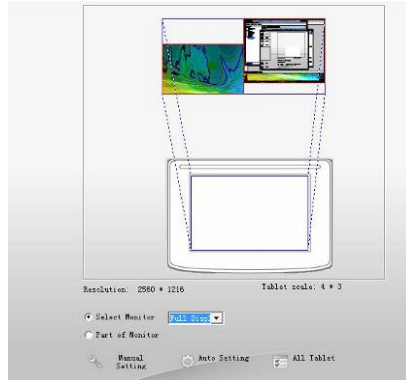 Resolution: 2560 * 1216
Tablet scale: 4 * 3
Select Monitor
Full Displ
Part of Monitor
Manual Setting
Auto Setting
All Tablet